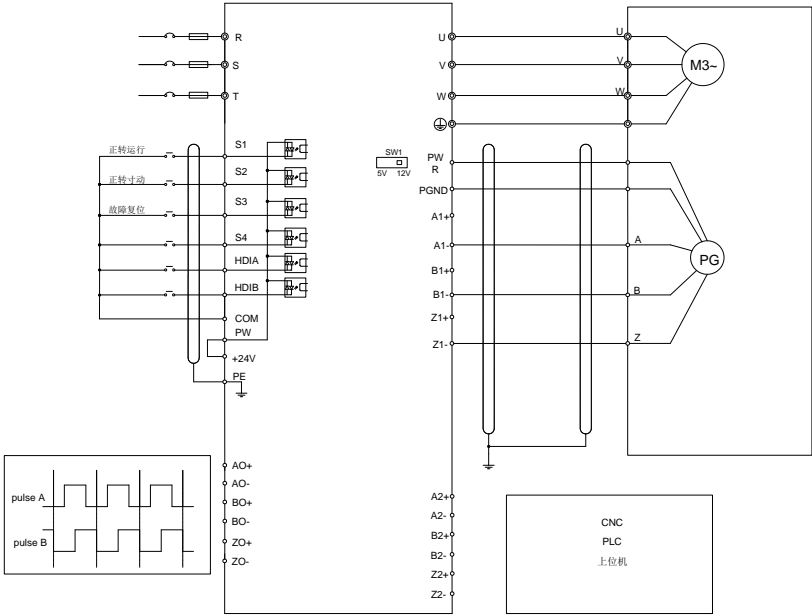 R
S
T
正转运行
正转寸动
故障复位
S1
S2
S3
S4
HDIA
HDIB
COM
PW
+24V
PE
SW1
5V 12V
U
V
W
PW
R
PGND
A1+
A1-
B1+
B1-
Z1+
Z1-
U
V
W
M3~
A
B
Z
PG
pulse A
pulse B
AO+
AO-
BO+
BO-
ZO+
ZO-
A2+
A2-
B2+
B2-
Z2+
Z2-
CNC
PLC
上位机